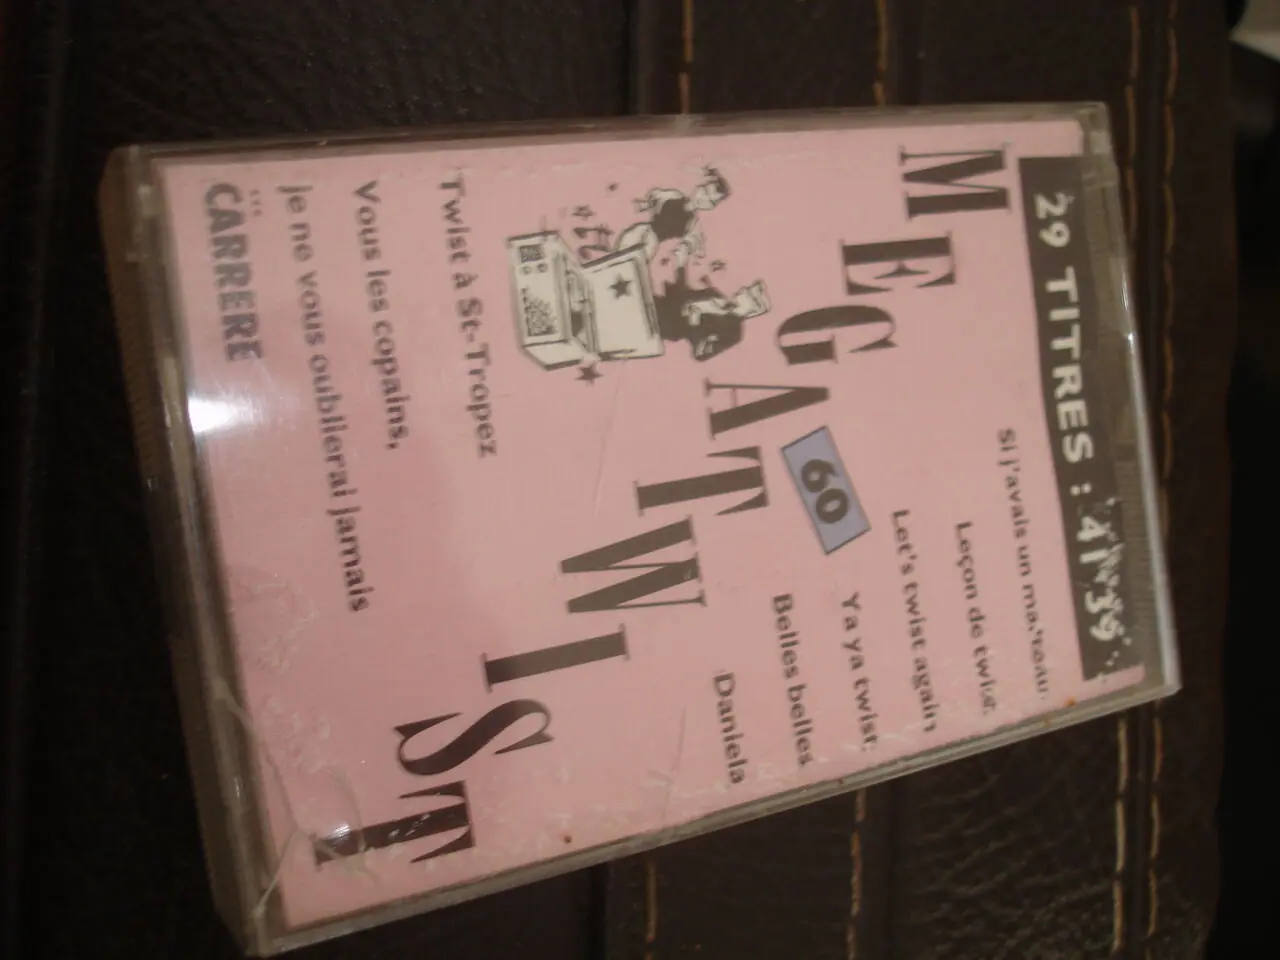 29 TITRES : 41'39
Si j'avais un marteau
Leçon de twist
Let's twist again
Ya ya twist
Belles belles
Daniela
MEGATWIST
60
Twist à St-Tropez
Vous les copains,
je ne vous oublierai jamais
CARRERE